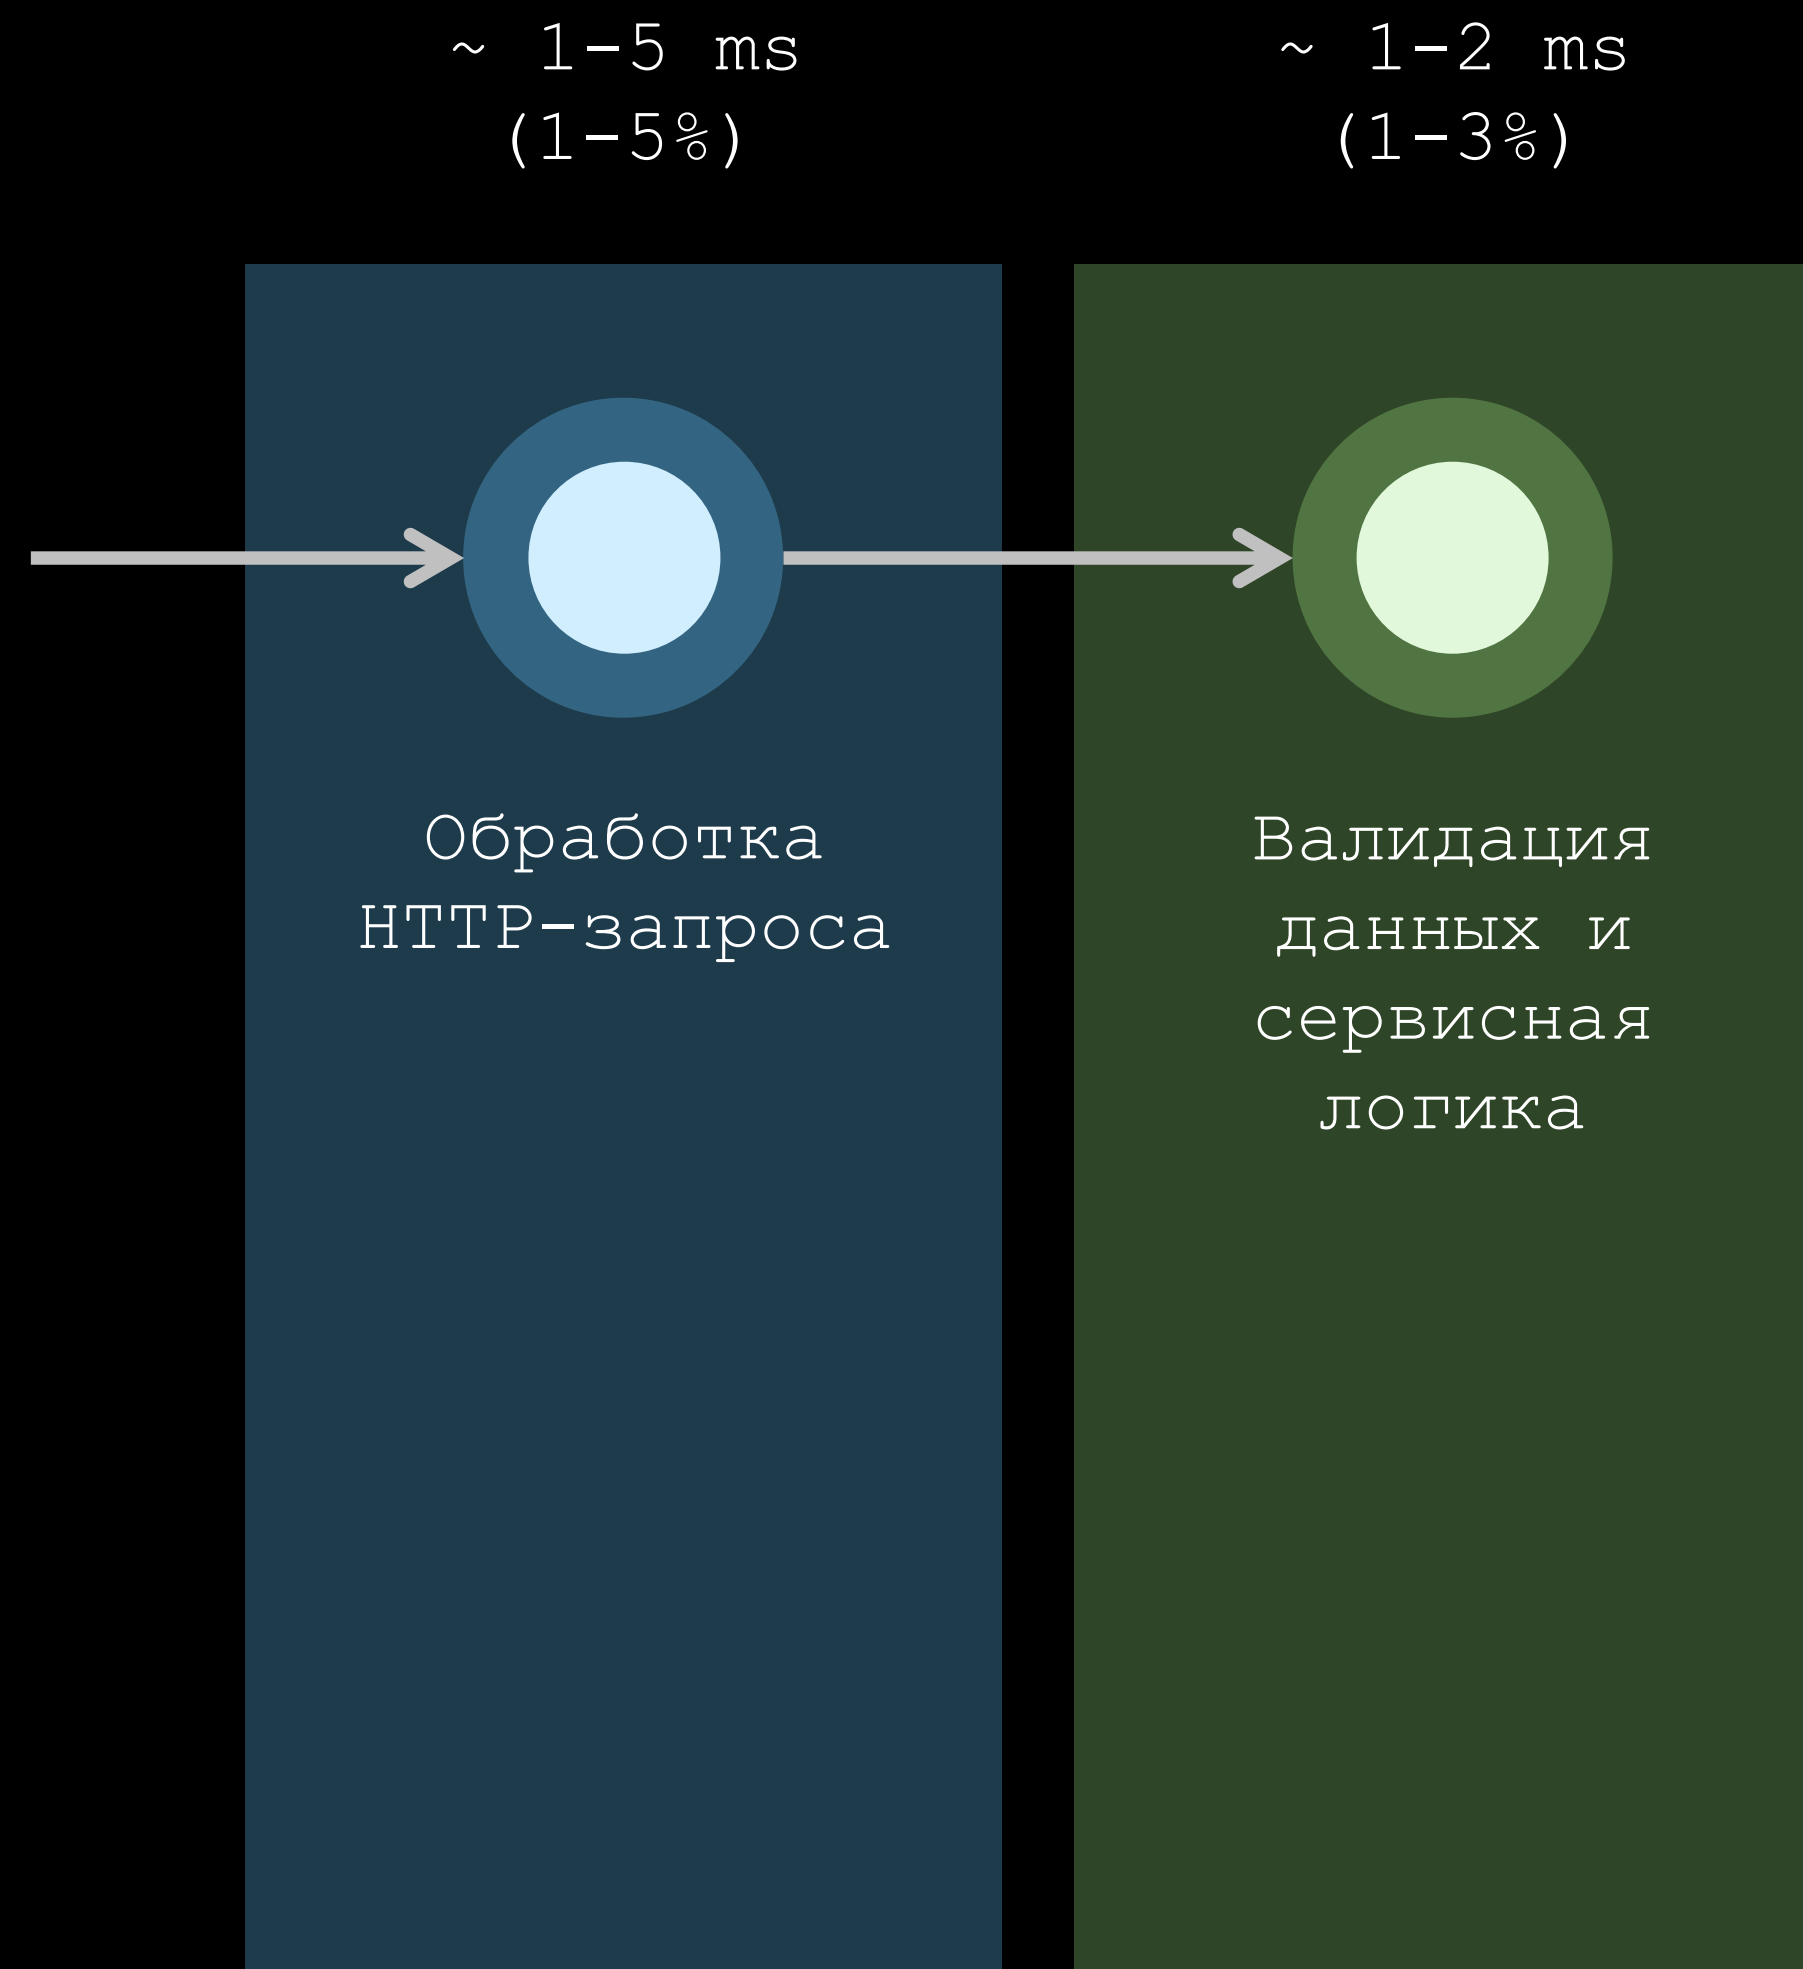 ~ 1-5 ms
(1-5%)
~ 1-2 ms
(1-3%)
Обработка
HTTP-запроса
Валидация
данных и
сервисная
логика